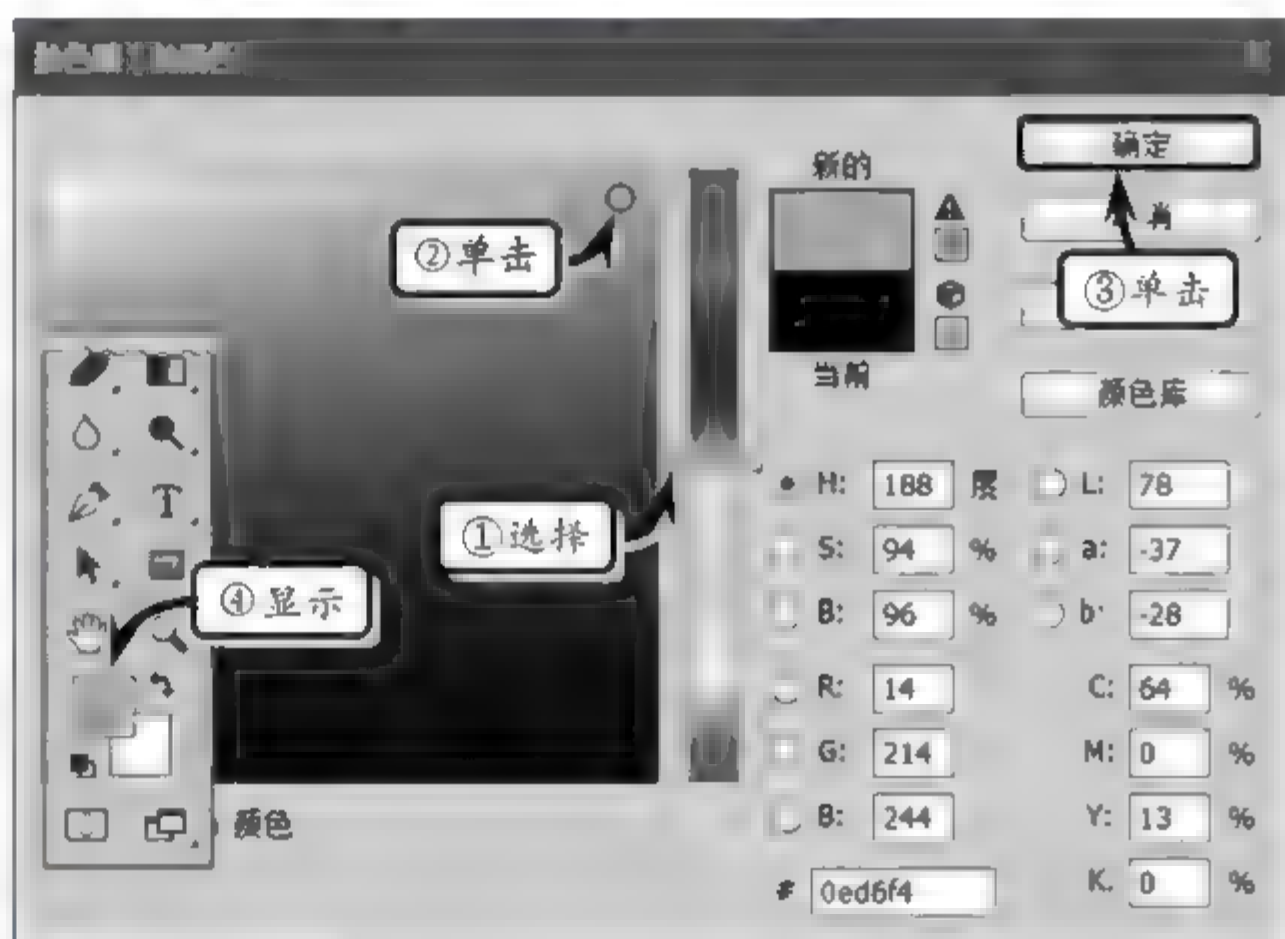 新的
确定
②单击
肖
③单击
当前
颜色库
T
H: 188 度 L: 78
①选择
S: 94 % a: -37
④显示
B: 96 % b: -28
R: 14 C: 64 %
G: 214 M: 0 %
颜色
B: 244 Y: 13 %
# 0ed6f4 K: 0 %